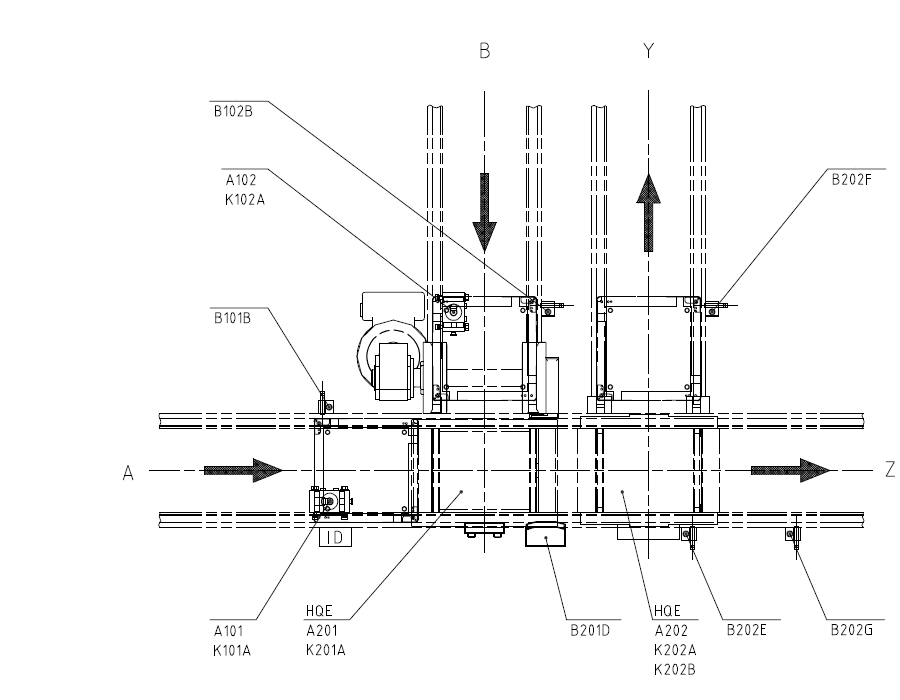 B
Y
B102B
A102
K102A
B202F
B101B
A
Z
ID
HQE
A201
K201A
HQE
A202
K202A
K202B
A101
K101A
B201D
B202E
B202G